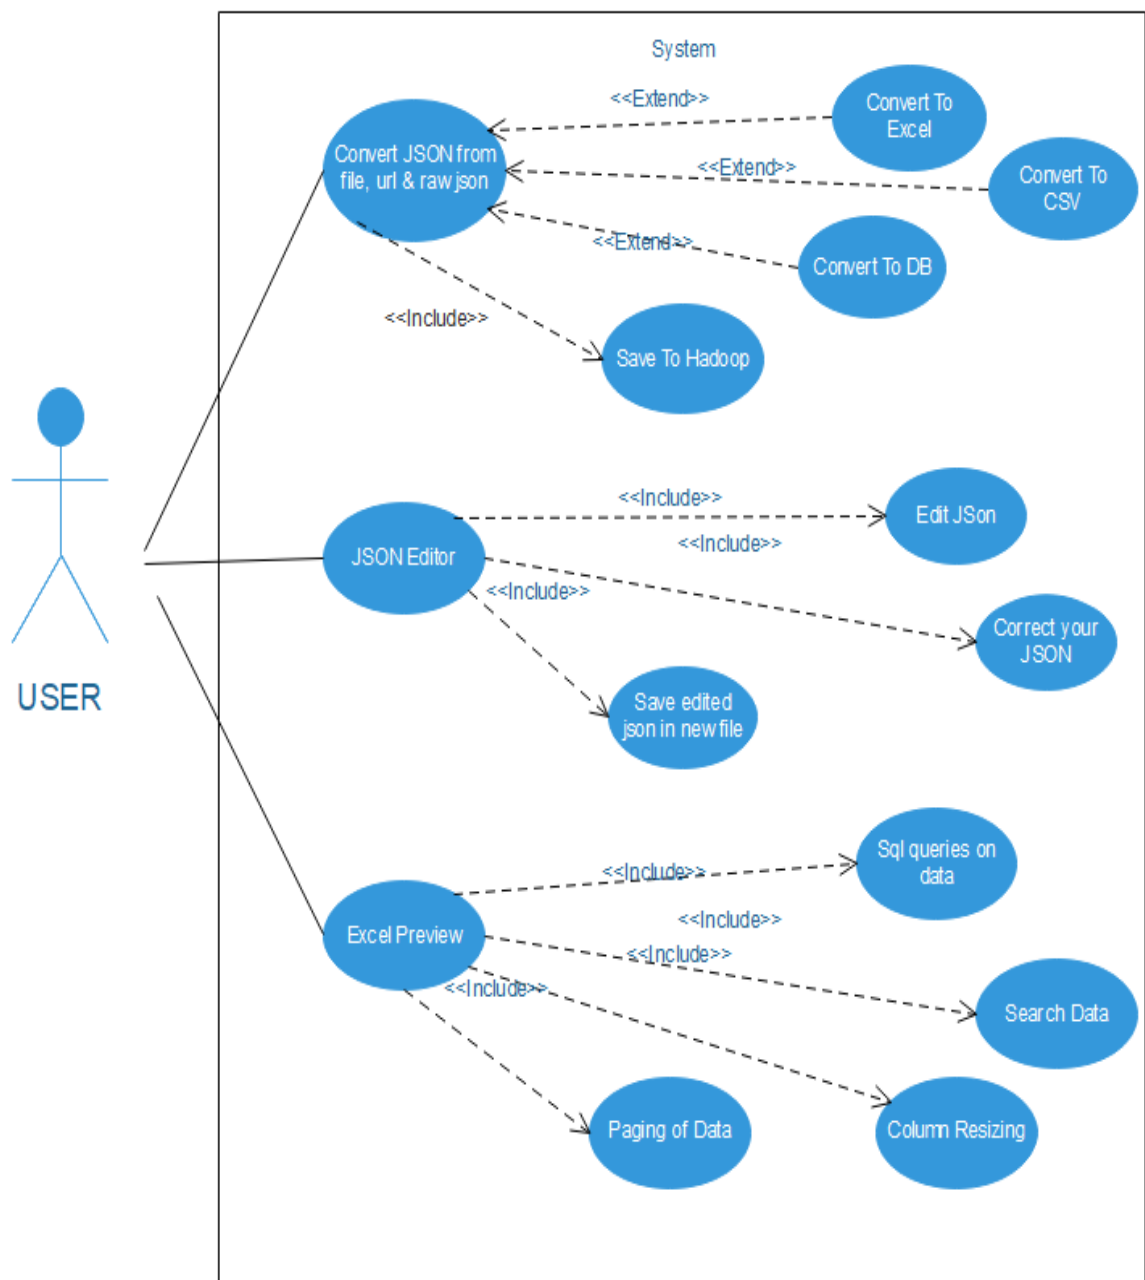 System
<<Extend>>
Convert To
Excel
Convert JSON from
file, url & raw json
<<Extend>>
Convert To
CSV
<<Extend>>
Convert To DB
<<Include>>
Save To Hadoop
<<Include>>
Edit JSon
<<Include>>
JSON Editor
<<Include>>
Correct your
JSON
USER
Save edited
json in new file
Sql queries on
data
<<Include>>
<<Include>>
Excel Preview
<<Include>>
<<Include>>
Search Data
Paging of Data
Column Resizing